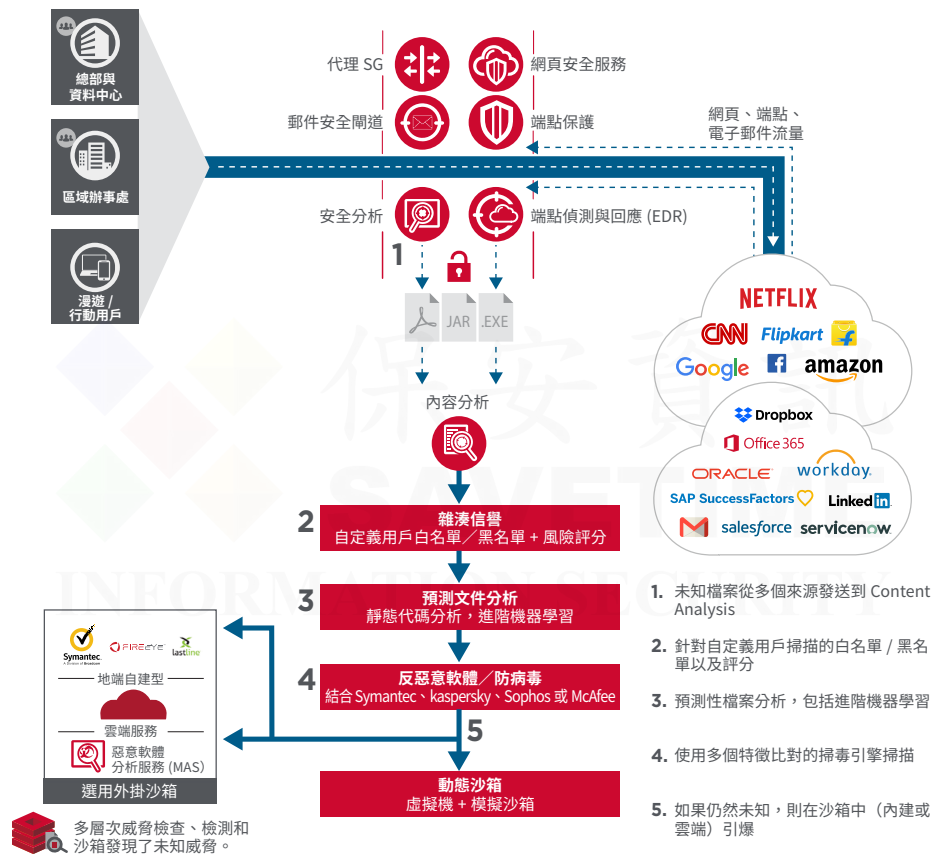 總部與
資料中心
區域辦事處
漫遊 /
行動用戶
代理 SG
網頁安全服務
郵件安全閘道
端點保護
網頁、端點、
電子郵件流量
安全分析
端點偵測與回應 (EDR)
1
JAR
.EXE
NETFLIX
CNN
Flipkart
Google
amazon
Dropbox
Office 365
ORACLE
workday.
SAP SuccessFactors
Linked in
salesforce
servicenow
內容分析
保安資訊
SAVETIME
INFORMATION SECURITY
2
雜湊信譽
自定義用戶白名單／黑名單 + 風險評分
3
預測文件分析
靜態代碼分析，進階機器學習
4
反惡意軟體／防病毒
結合 Symantec、kaspersky、Sophos 或 McAfee
5
動態沙箱
虛擬機 + 模擬沙箱
Symantec.
A Division of Broadcom
FIREEYE
lastline
地端自建型
雲端服務
惡意軟體
分析服務 (MAS)
選用外掛沙箱
多層次威脅檢查、檢測和
沙箱發現了未知威脅。
1. 未知檔案從多個來源發送到 Content
Analysis
2. 針對自定義用戶掃描的白名單 / 黑名
單以及評分
3. 預測性檔案分析，包括進階機器學習
4. 使用多個特徵比對的掃毒引擎掃描
5. 如果仍然未知，則在沙箱中（內建或
雲端）引爆